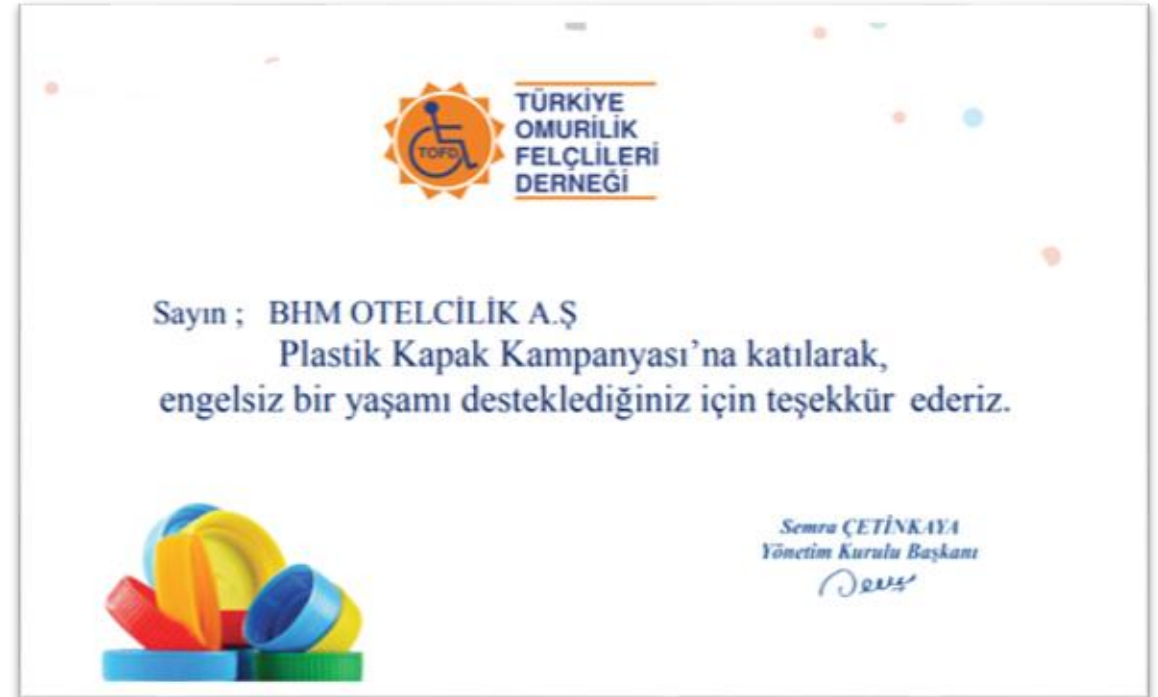 TOFD
TÜRKİYE
OMURİLİK
FELÇLİLERİ
DERNEĞİ
Sayın ; BHM OTELCİLİK A.Ş
Plastik Kapak Kampanyası’na katılarak,
engelsiz bir yaşamı desteklediğiniz için teşekkür ederiz.
Semra ÇETİNKAYA
Yönetim Kurulu Başkanı